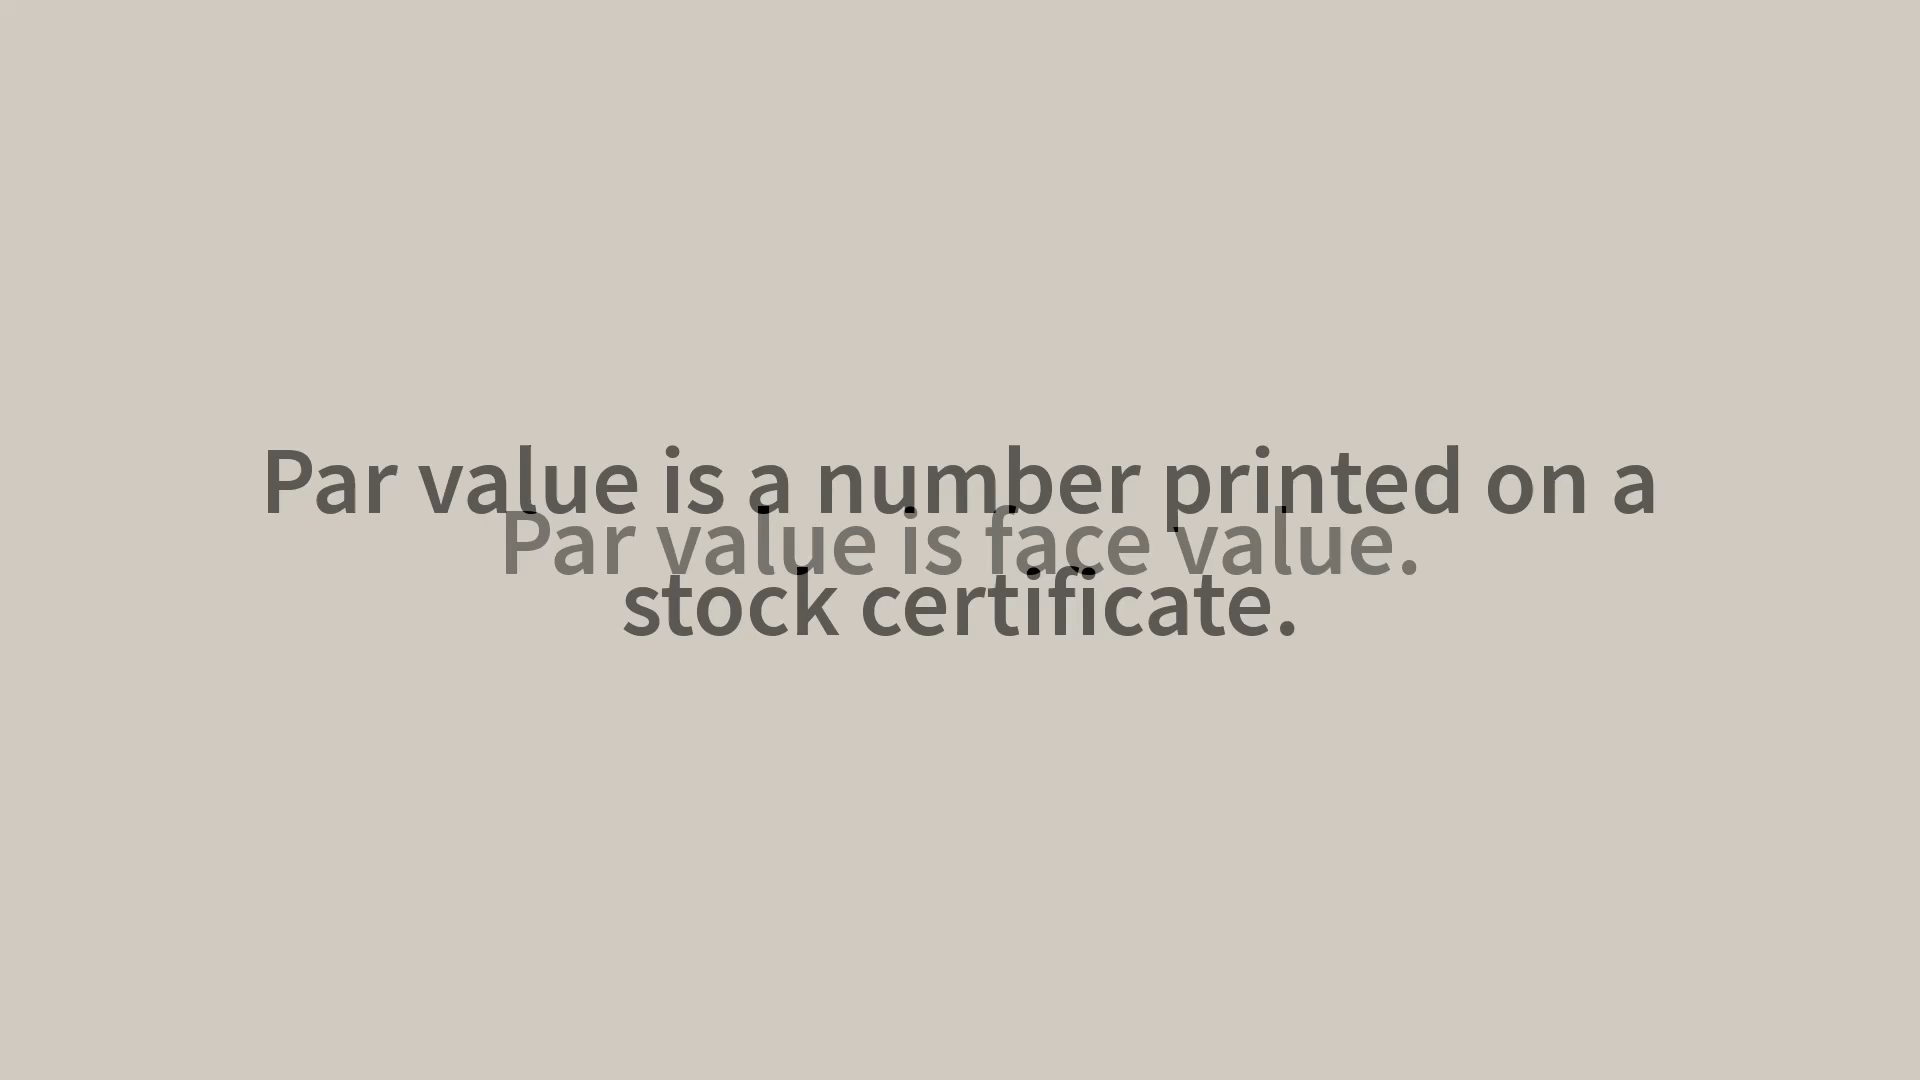 Par value is a number printed on a
Par value is face value.
stock certificate.